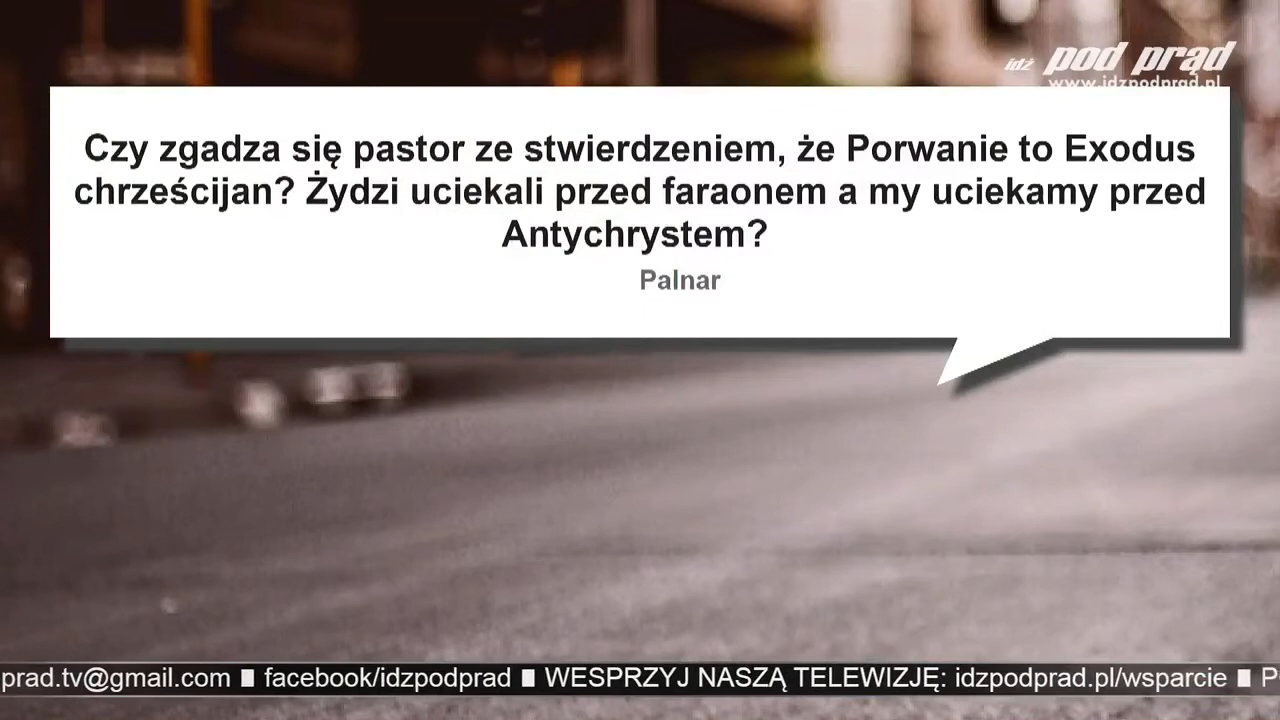 idź pod prąd
www.idzpodprąd.pl
Czy zgadza się pastor ze stwierdzeniem, że Porwanie to Exodus
chrześcijan? Żydzi uciekali przed faraonem a my uciekamy przed
Antychrystem?
Palnar
prad.tv@gmail.com ∎ facebook/idzpodprad ∎ WESPRZYJ NASZĄ TELEWIZJĘ: idzpodprad.pl/wsparcie ∎